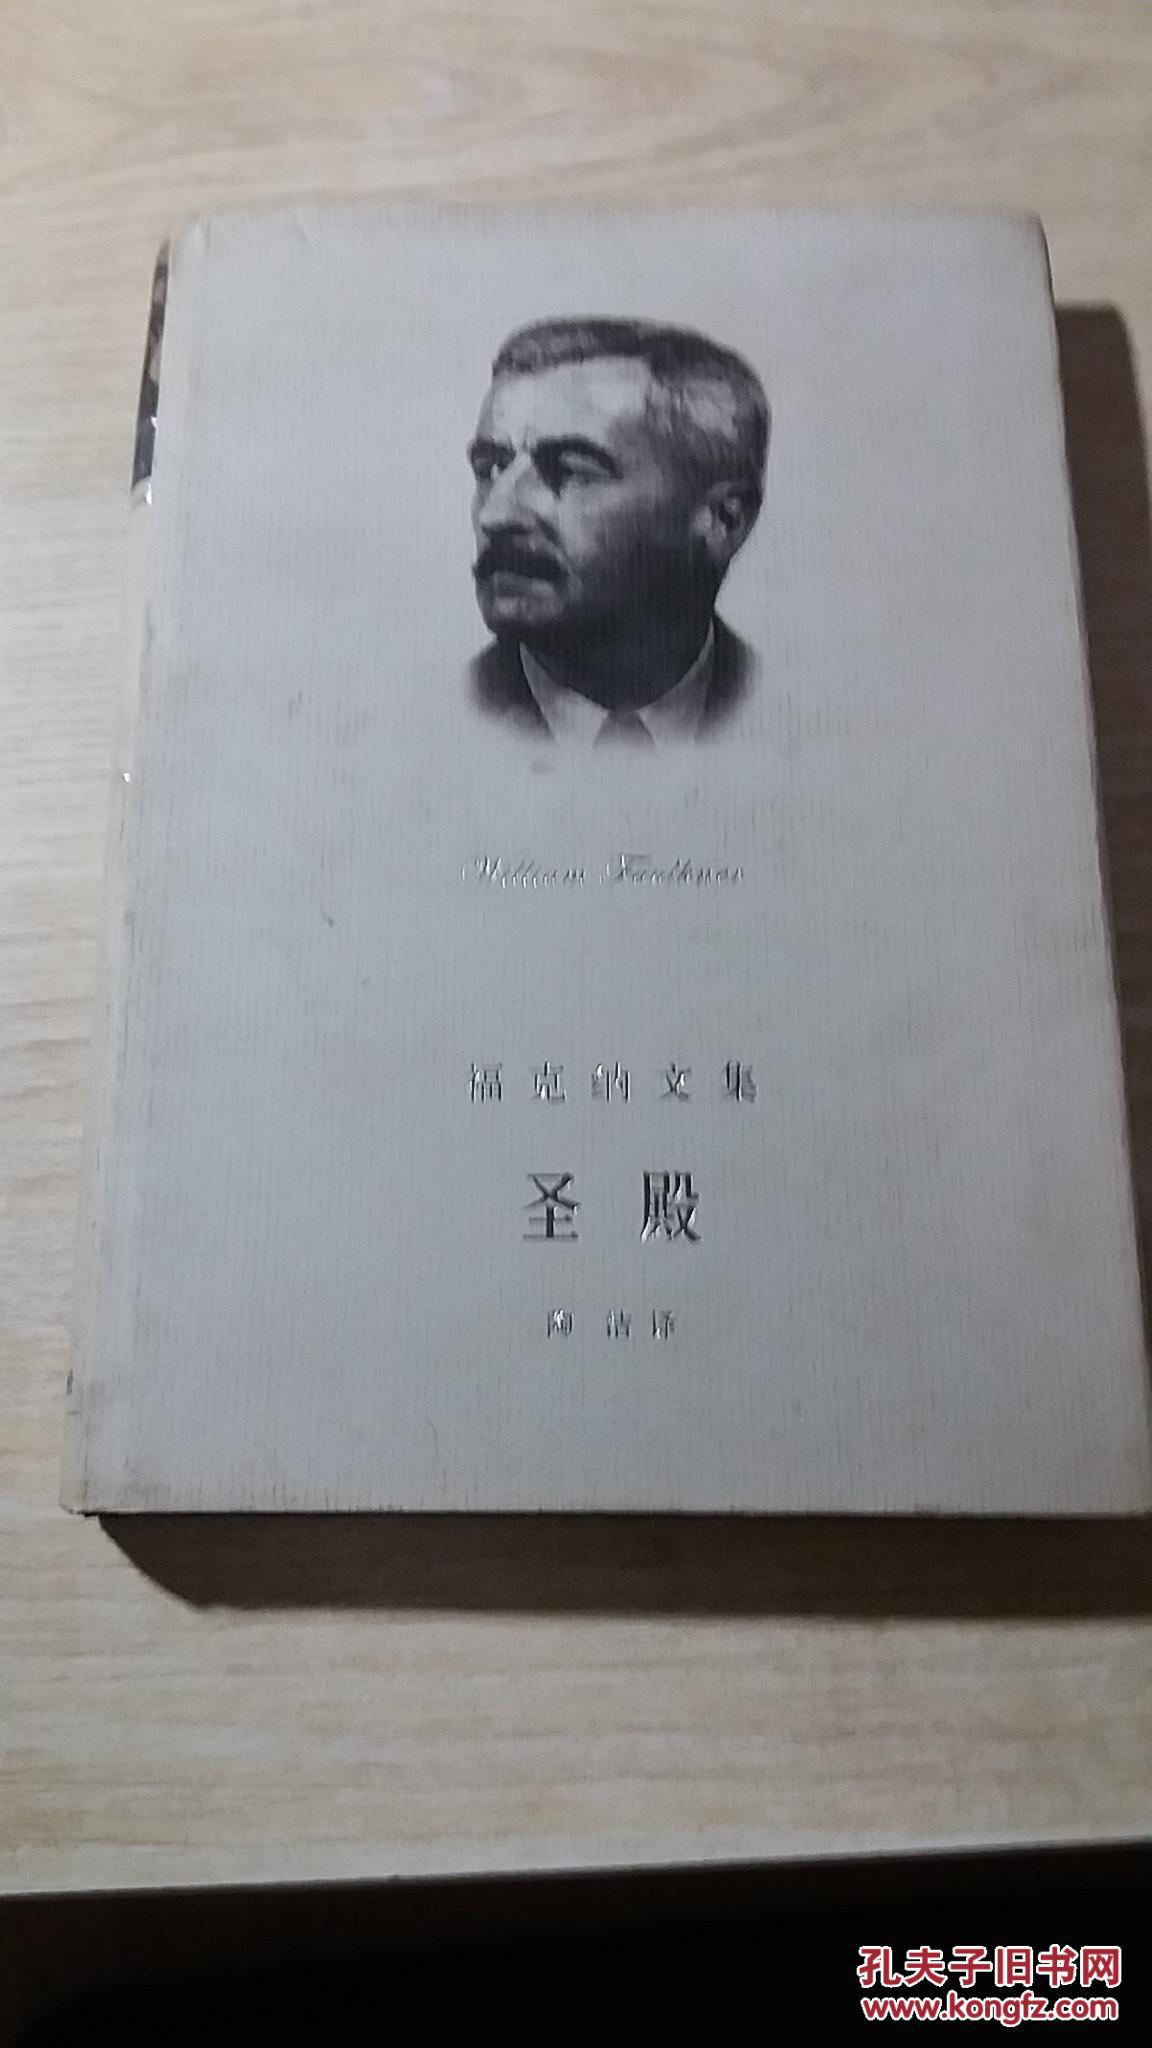 William Faulkner
福克纳文集
圣殿
陶洁译
孔夫子旧书网
www.kongfz.com